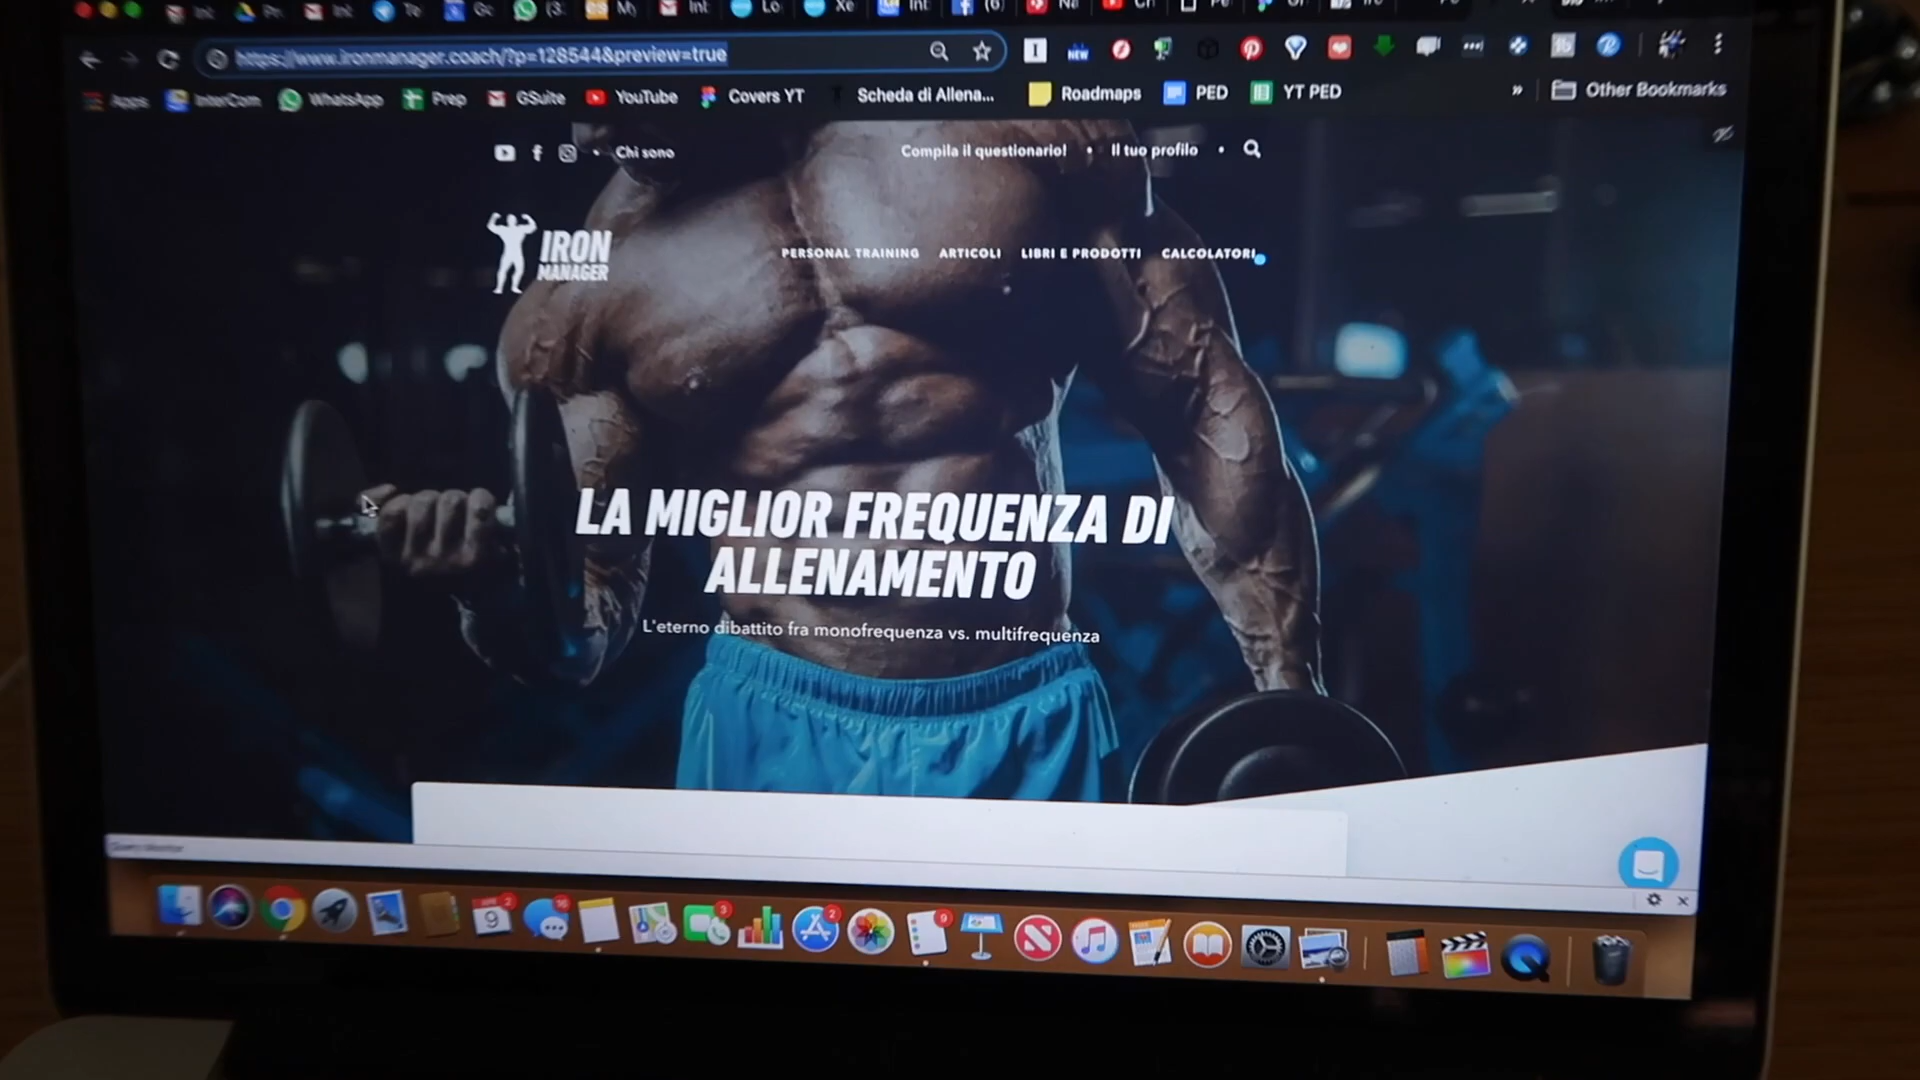 https://www.ironmanager.coach/?p=128544&preview=true
Apps InterCom WhatsApp Prep GSuite YouTube Covers YT Scheda di Allena... Roadmaps PED YT PED » Other Bookmarks
Chi sono Compila il questionario! • Il tuo profilo •
IRON
MANAGER
PERSONAL TRAINING ARTICOLI LIBRI E PRODOTTI CALCOLATORI
LA MIGLIOR FREQUENZA DI
ALLENAMENTO
L'eterno dibattito fra monofrequenza vs. multifrequenza